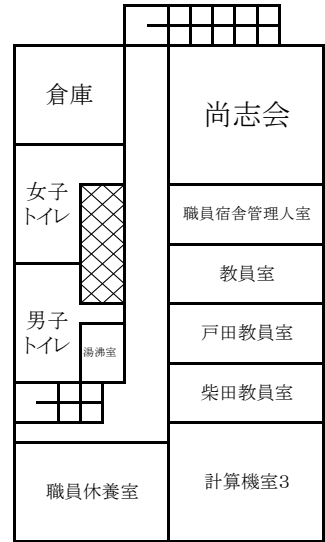 倉庫
尚志会
女子
トイレ
職員宿舎管理人室
教員室
男子
トイレ
湯沸室
戸田教員室
柴田教員室
職員休養室
計算機室3